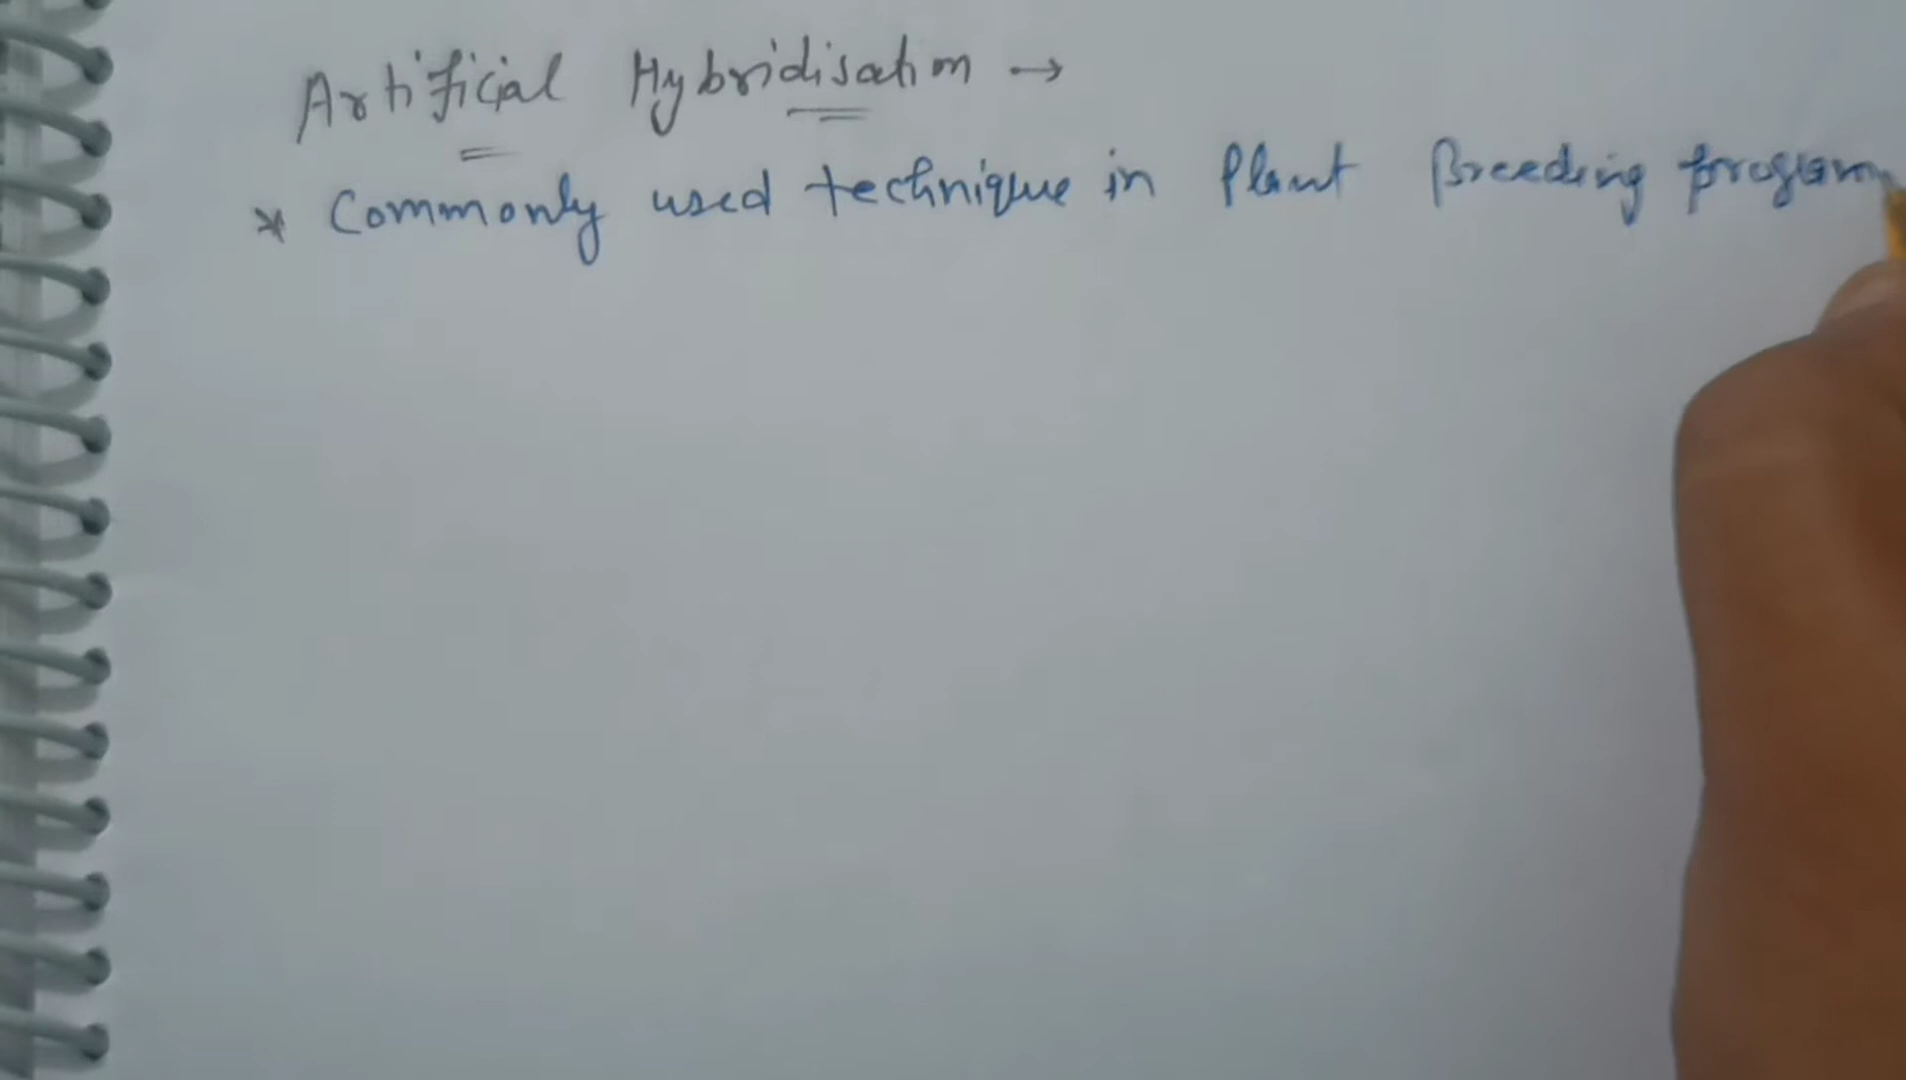 Artificial Hybridisation →
* Commonly used technique in Plant Breeding program